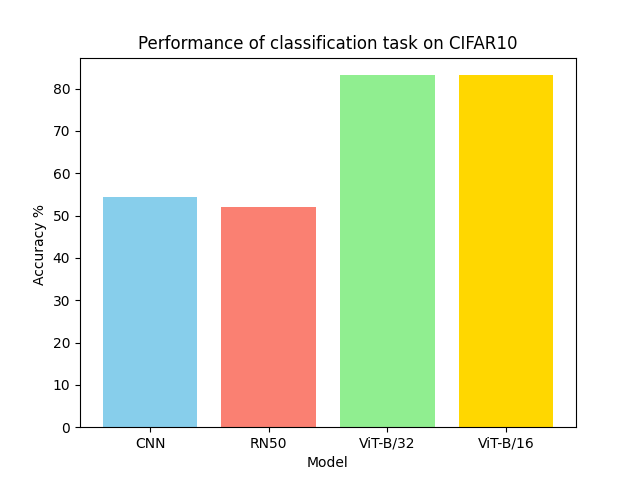 Performance of classification task on CIFAR10
Accuracy %
80
70
60
50
40
30
20
10
0
CNN RN50 ViT-B/32 ViT-B/16
Model